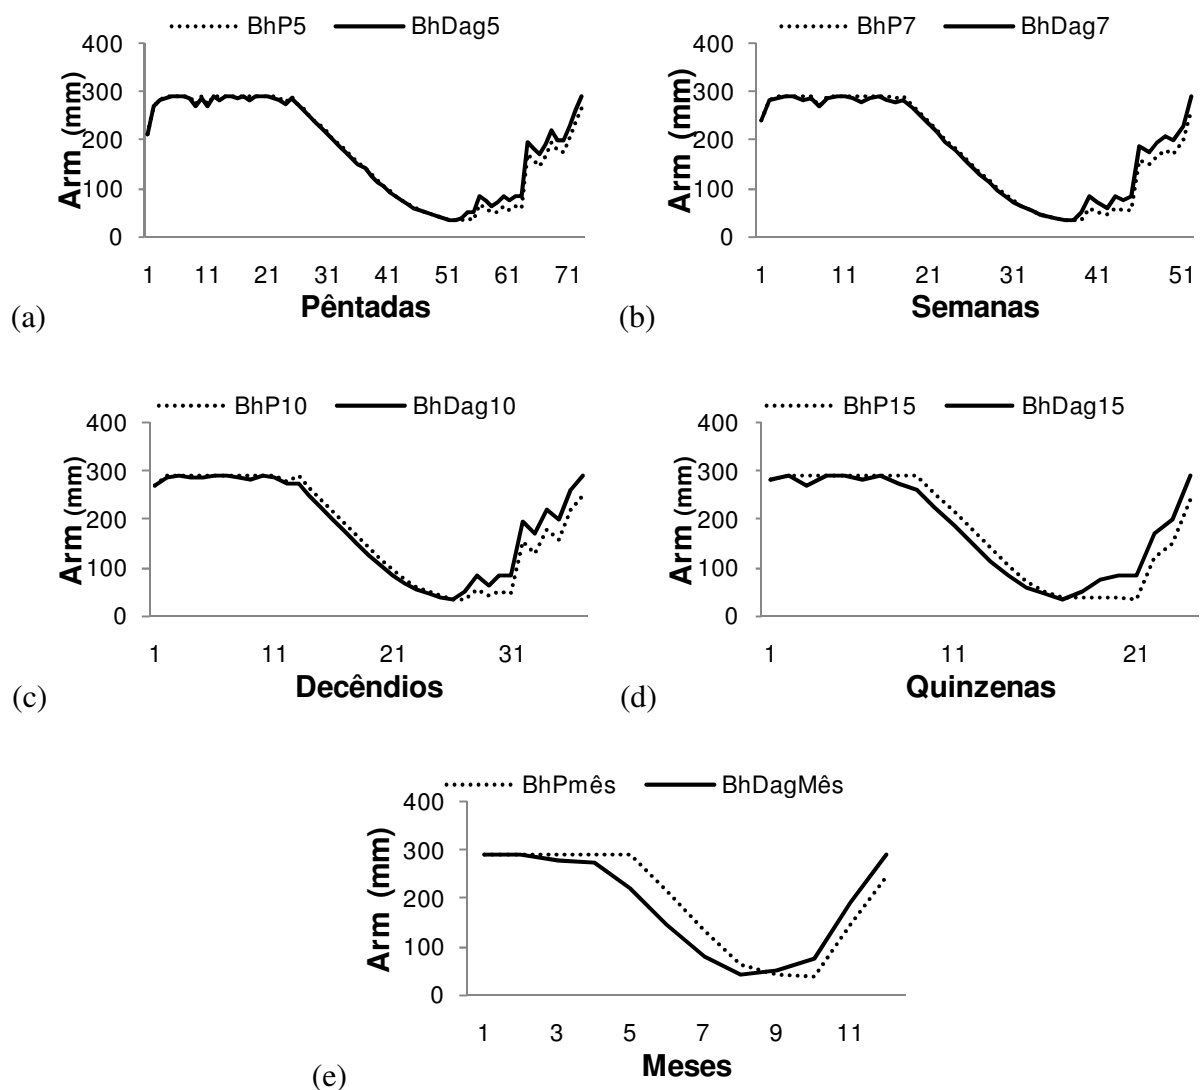 BhP5 BhDag5
400
300
200
100
0
Arm (mm)
1 11 21 31 41 51 61 71
Pêntadas
(a)
BhP7 BhDag7
400
300
200
100
0
Arm (mm)
1 11 21 31 41 51
Semanas
(b)
BhP10 BhDag10
400
300
200
100
0
Arm (mm)
1 11 21 31
Decêndios
(c)
BhP15 BhDag15
400
300
200
100
0
Arm (mm)
1 11 21
Quinzenas
(d)
BhPmês BhDagMês
400
300
200
100
0
Arm (mm)
1 3 5 7 9 11
Meses
(e)